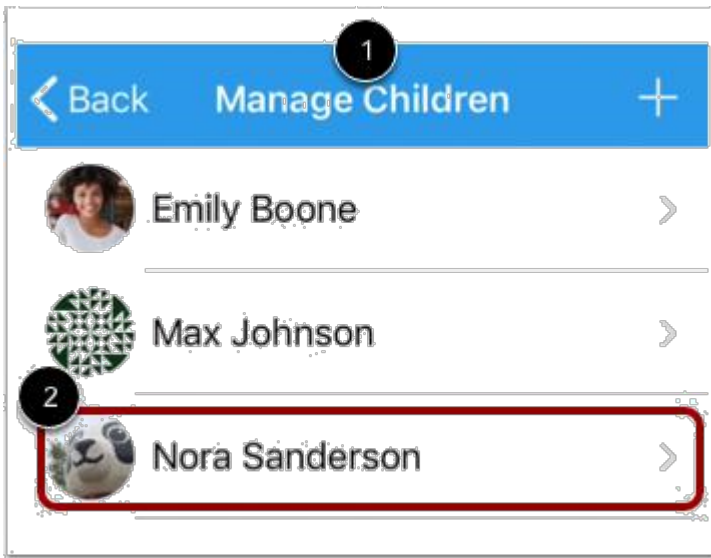 1
Back Manage Children +
Emily Boone
Max Johnson
2
Nora Sanderson